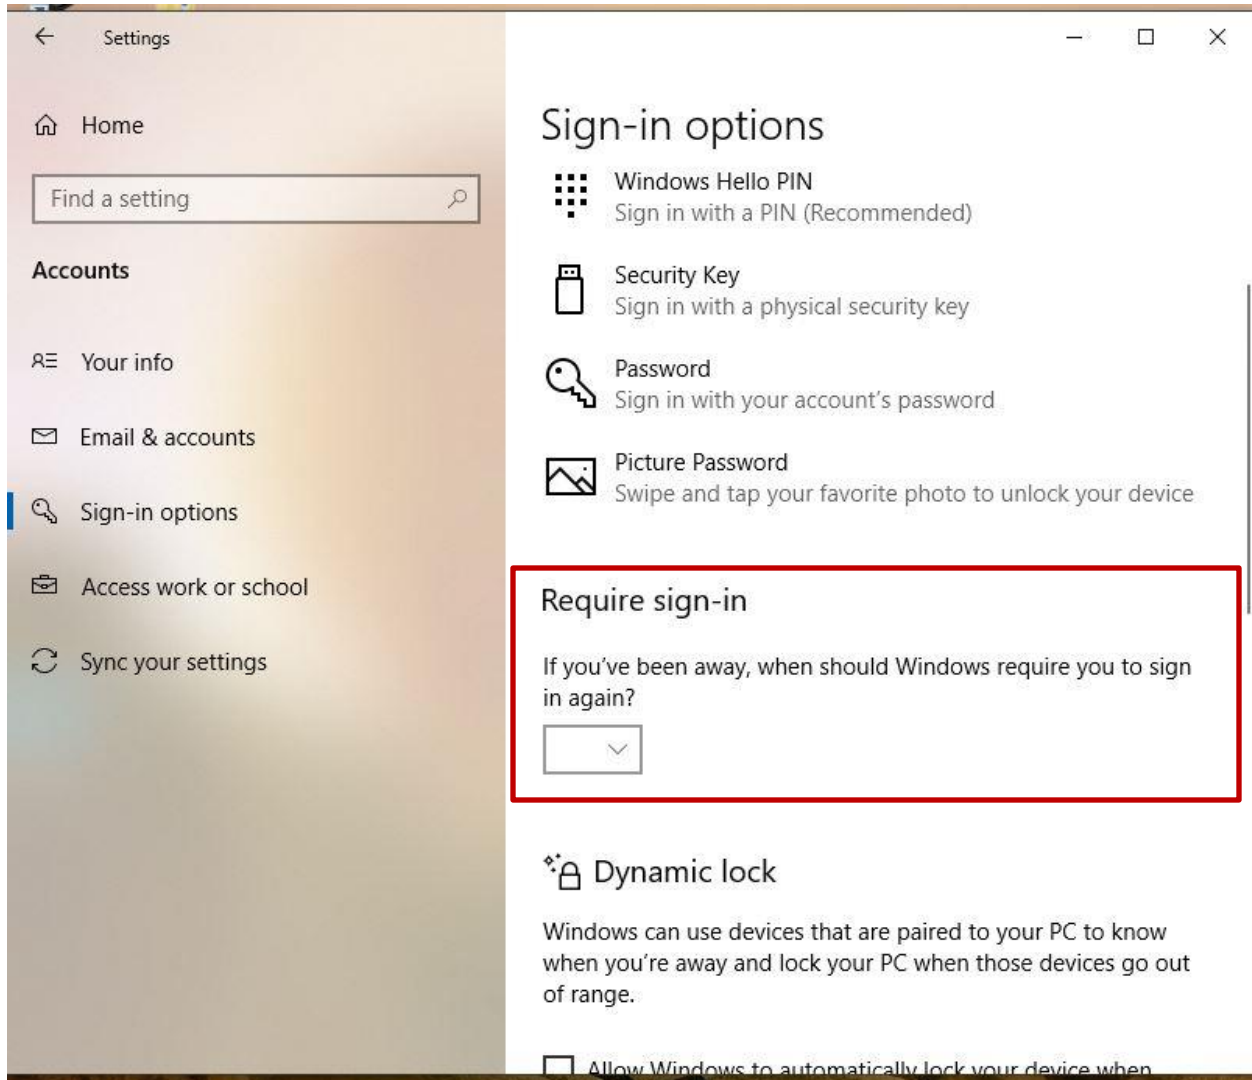 Settings
Home
Find a setting
Accounts
Your info
Email & accounts
Sign-in options
Access work or school
Sync your settings
Sign-in options
Windows Hello PIN
Sign in with a PIN (Recommended)
Security Key
Sign in with a physical security key
Password
Sign in with your account's password
Picture Password
Swipe and tap your favorite photo to unlock your device
Require sign-in
If you've been away, when should Windows require you to sign
in again?
Dynamic lock
Windows can use devices that are paired to your PC to know
when you're away and lock your PC when those devices go out
of range.
Allow Windows to automatically lock your device when